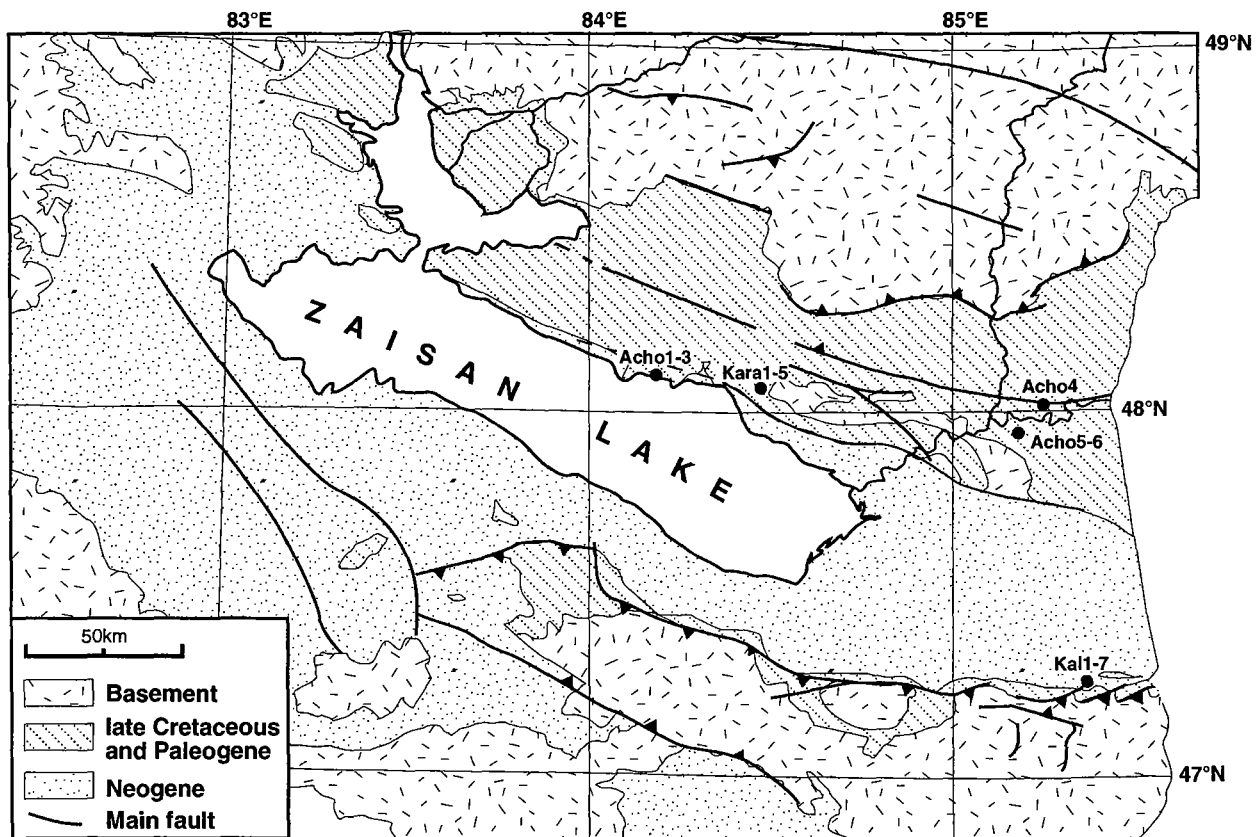 83°E
84°E
85°E
49°N
ZAISAN
LAKE
Acho1-3
Kara1-5
Acho4
48°N
Acho5-6
Kal1-7
47°N
50km
Basement
late Cretaceous
and Paleogene
Neogene
Main fault